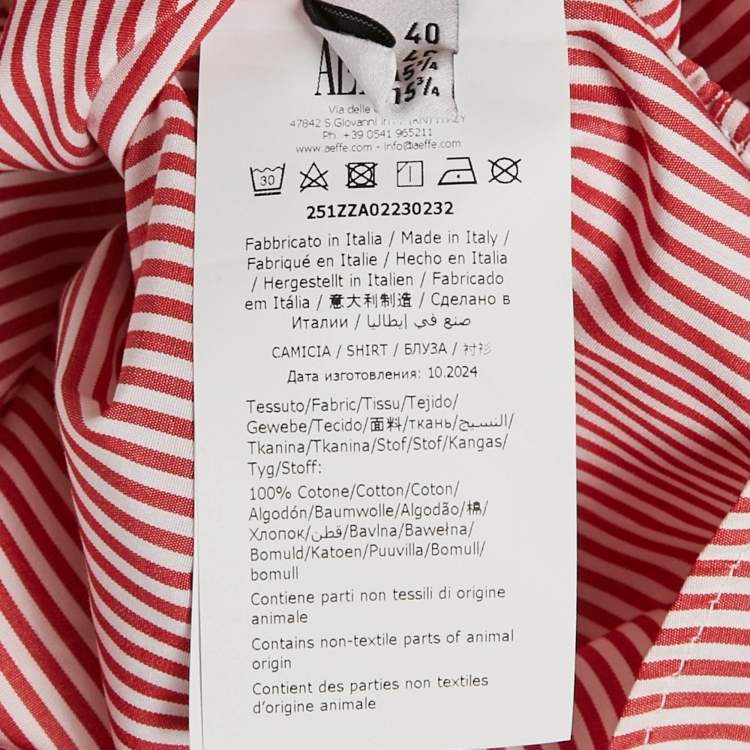 40
15¾
Via delle
47842 S.Giovanni in M. (RN) ITALY
Ph. +39 0541 965211
www.aeffe.com - info@aeffe.com
30
251ZZA02230232
Fabbricato in Italia / Made in Italy /
Fabriqué en Italie / Hecho en Italia
/ Hergestellt in Italien / Fabricado
em Itália / 意大利制造 / Сделано в
Италии / صنع في إيطاليا
CAMICIA / SHIRT / БЛУЗА / 衬衫
Дата изготовления: 10.2024
Tessuto/Fabric/Tissu/Tejido/
Gewebe/Tecido/面料/ткань/النسيج/
Tkanina/Tkanina/Stof/Stof/Kangas/
Tyg/Stoff:
100% Cotone/Cotton/Coton/
Algodón/Baumwolle/Algodão/棉/
Хлопок/قطن/Bavlna/Bawełna/
Bomuld/Katoen/Puuvilla/Bomull/
bomull
Contiene parti non tessili di origine
animale
Contains non-textile parts of animal
origin
Contient des parties non textiles
d'origine animale